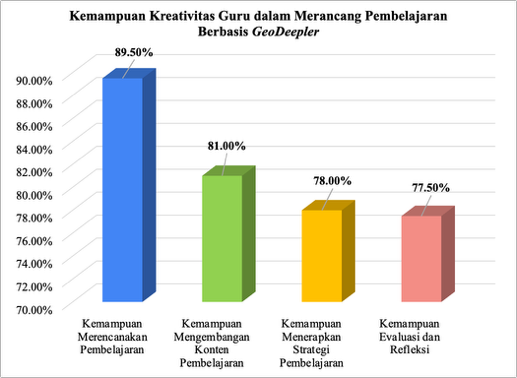 Kemampuan Kreativitas Guru dalam Merancang Pembelajaran
Berbasis GeoDeepler
89.50%
81.00%
78.00%
77.50%
90.00%
88.00%
86.00%
84.00%
82.00%
80.00%
78.00%
76.00%
74.00%
72.00%
70.00%
Kemampuan
Merencanakan
Pembelajaran
Kemampuan
Mengembangan
Konten
Pembelajaran
Kemampuan
Menerapkan
Strategi
Pembelajaran
Kemampuan
Evaluasi dan
Refleksi